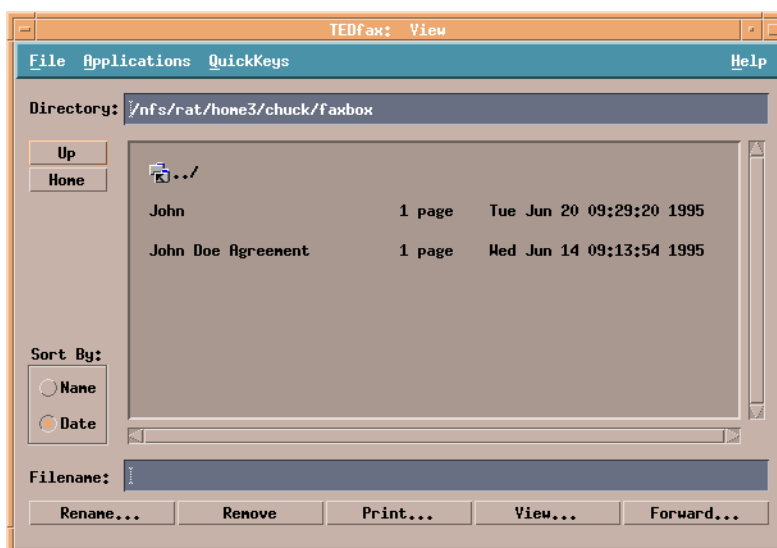 TEDfax: View
File Applications QuickKeys Help
Directory: /nfs/rat/home3/chuck/faxbox
Up
Home
../
John 1 page Tue Jun 20 09:29:20 1995
John Doe Agreement 1 page Wed Jun 14 09:13:54 1995
Sort By:
Name
Date
Filename:
Rename... Remove Print... View... Forward...